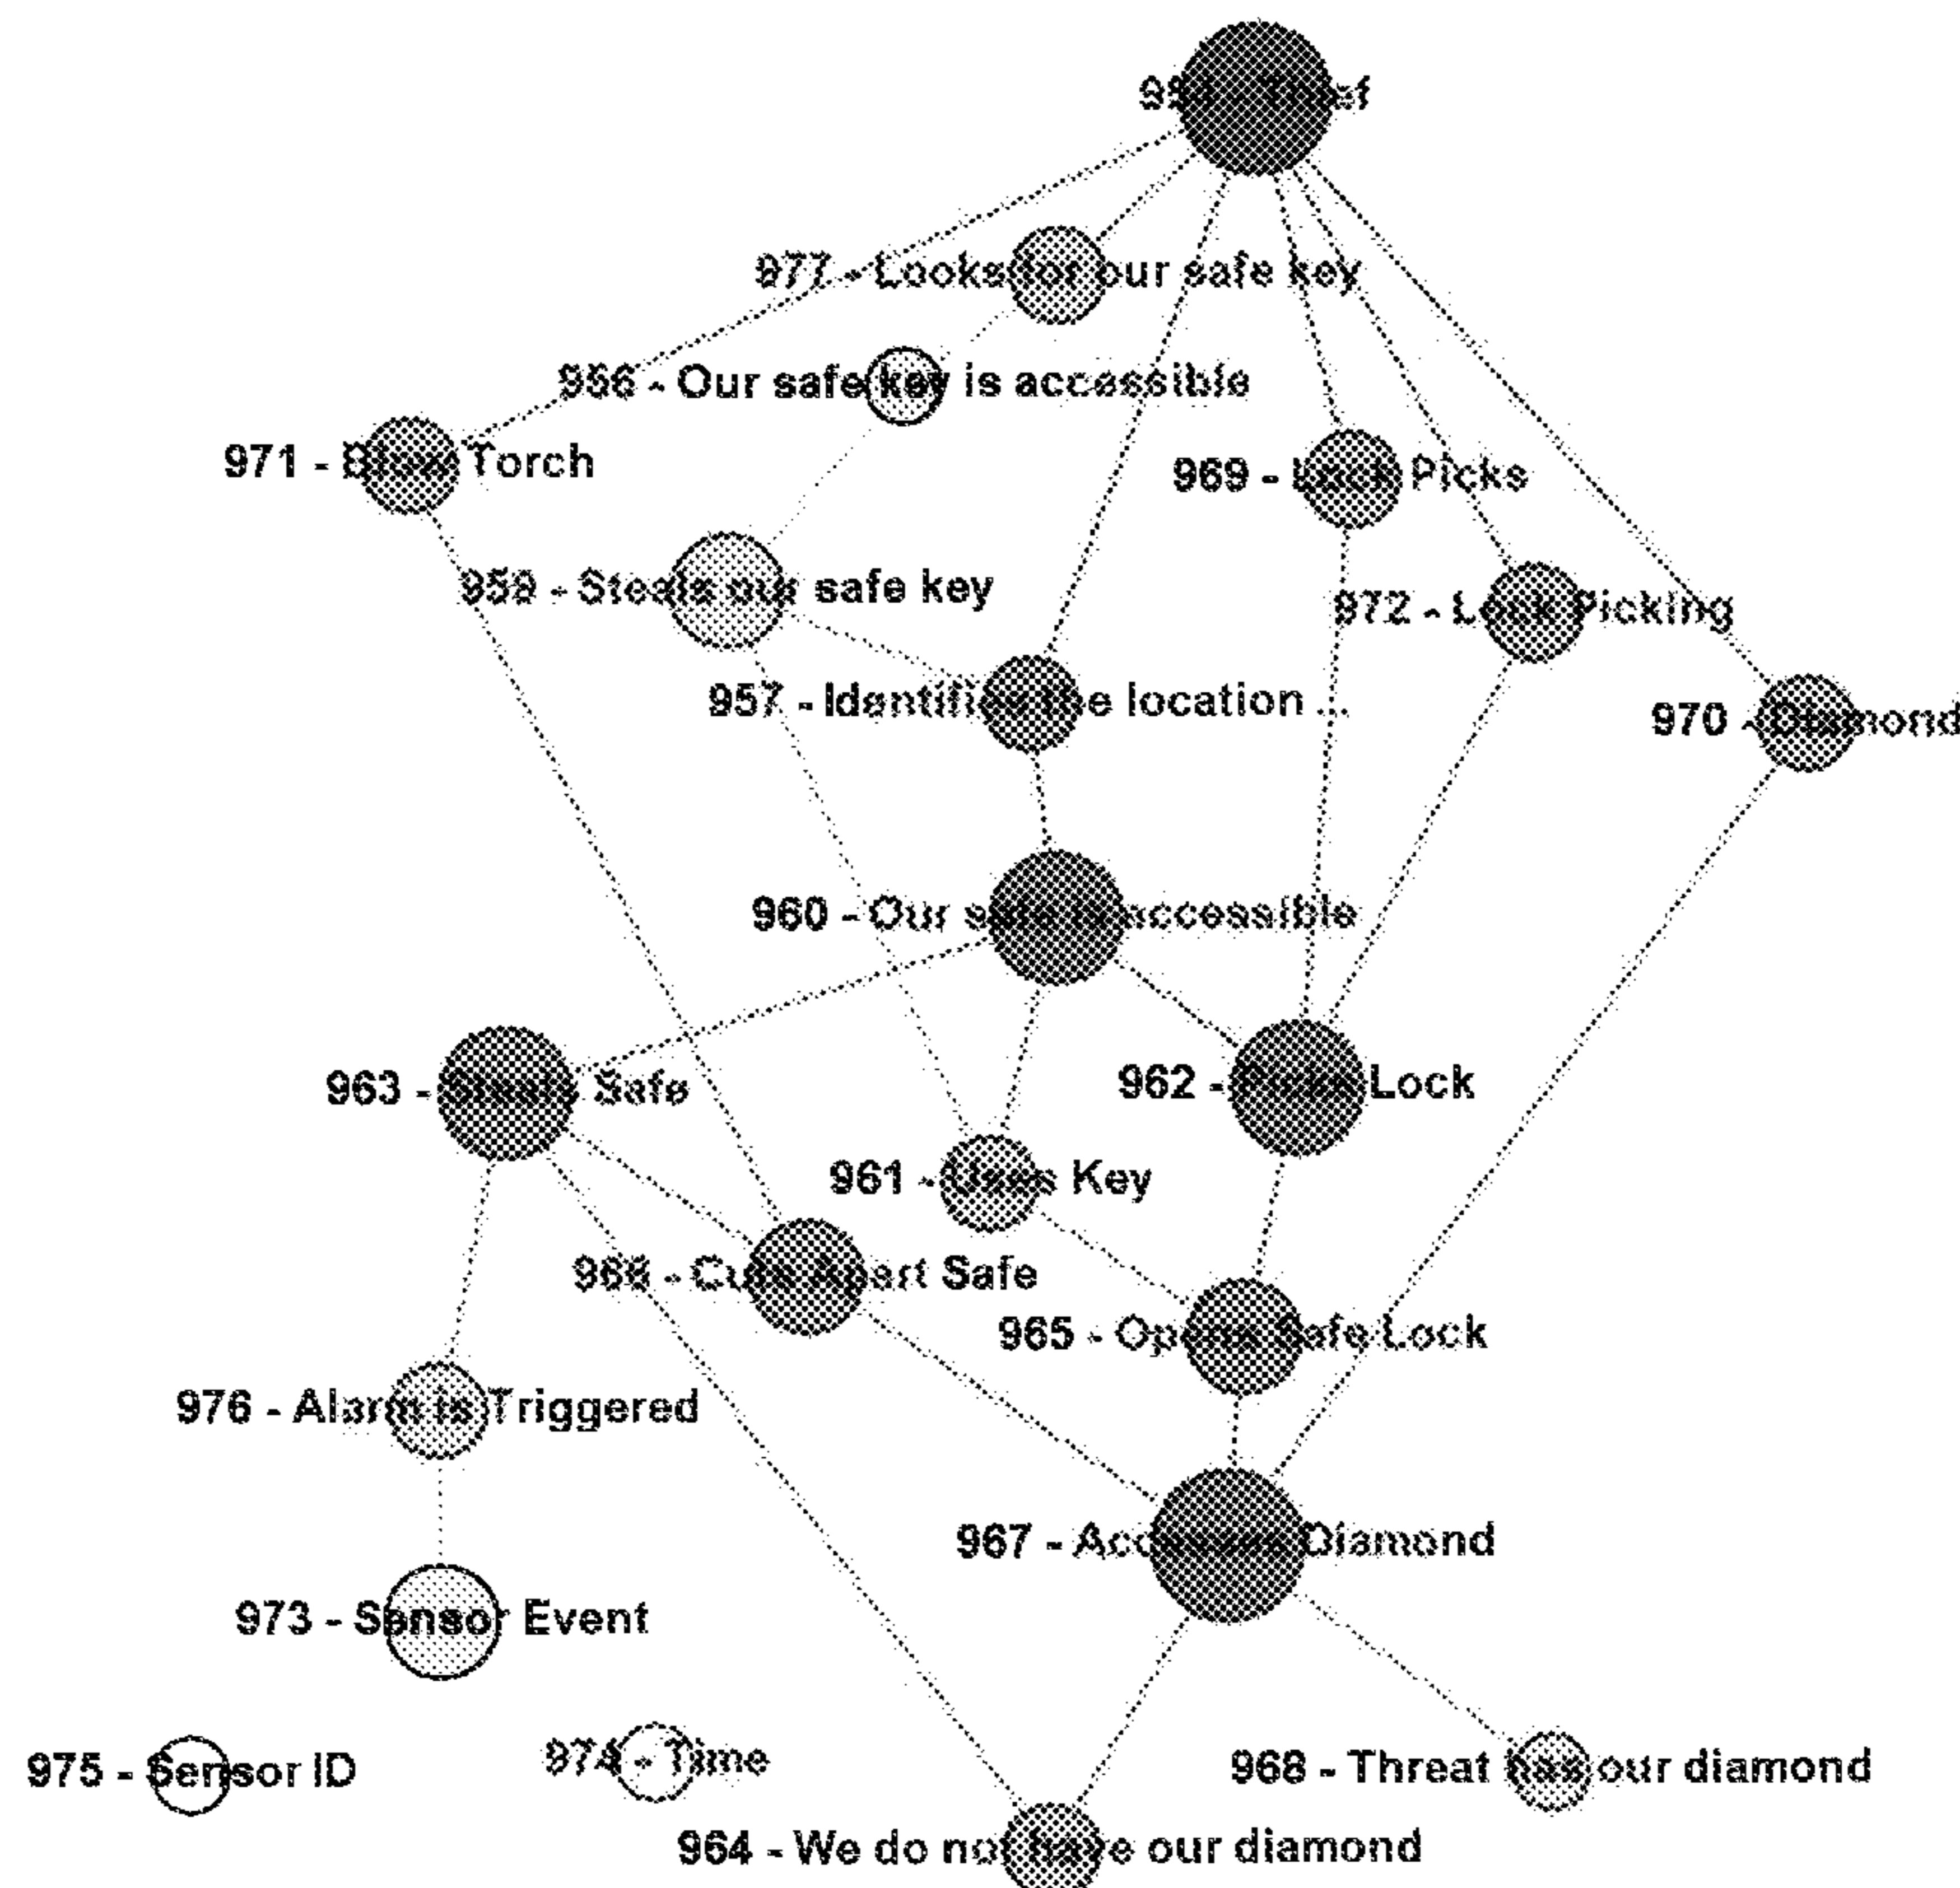 Thief
977 - Looks for our safe key
956 - Our safe key is accessible
971 - Blow Torch
969 - Lock Picks
959 - Steals our safe key
972 - Lock Picking
957 - Identifies the location ...
970 - Diamond
960 - Our safe is accessible
963 - Steals Safe
962 - Picks Lock
961 - Uses Key
966 - Cuts Apart Safe
965 - Opens Safe Lock
976 - Alarm is Triggered
967 - Accesses Diamond
973 - Sensor Event
975 - Sensor ID
974 - Time
968 - Threat has our diamond
964 - We do not have our diamond